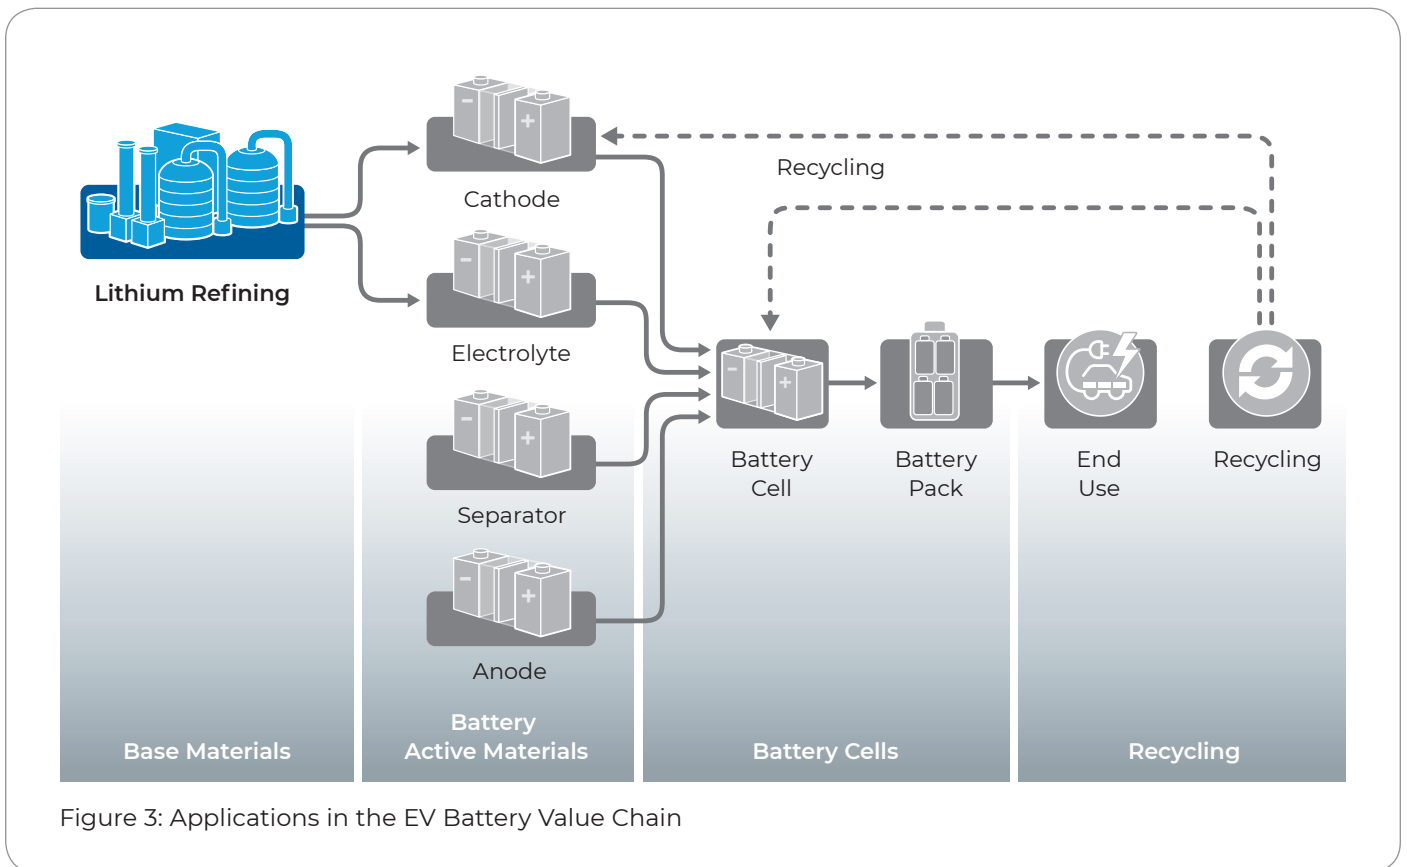 Cathode
Recycling
Lithium Refining
Electrolyte
Battery
Cell
Battery
Pack
End
Use
Recycling
Separator
Anode
Base Materials
Battery
Active Materials
Battery Cells
Recycling
Figure 3: Applications in the EV Battery Value Chain